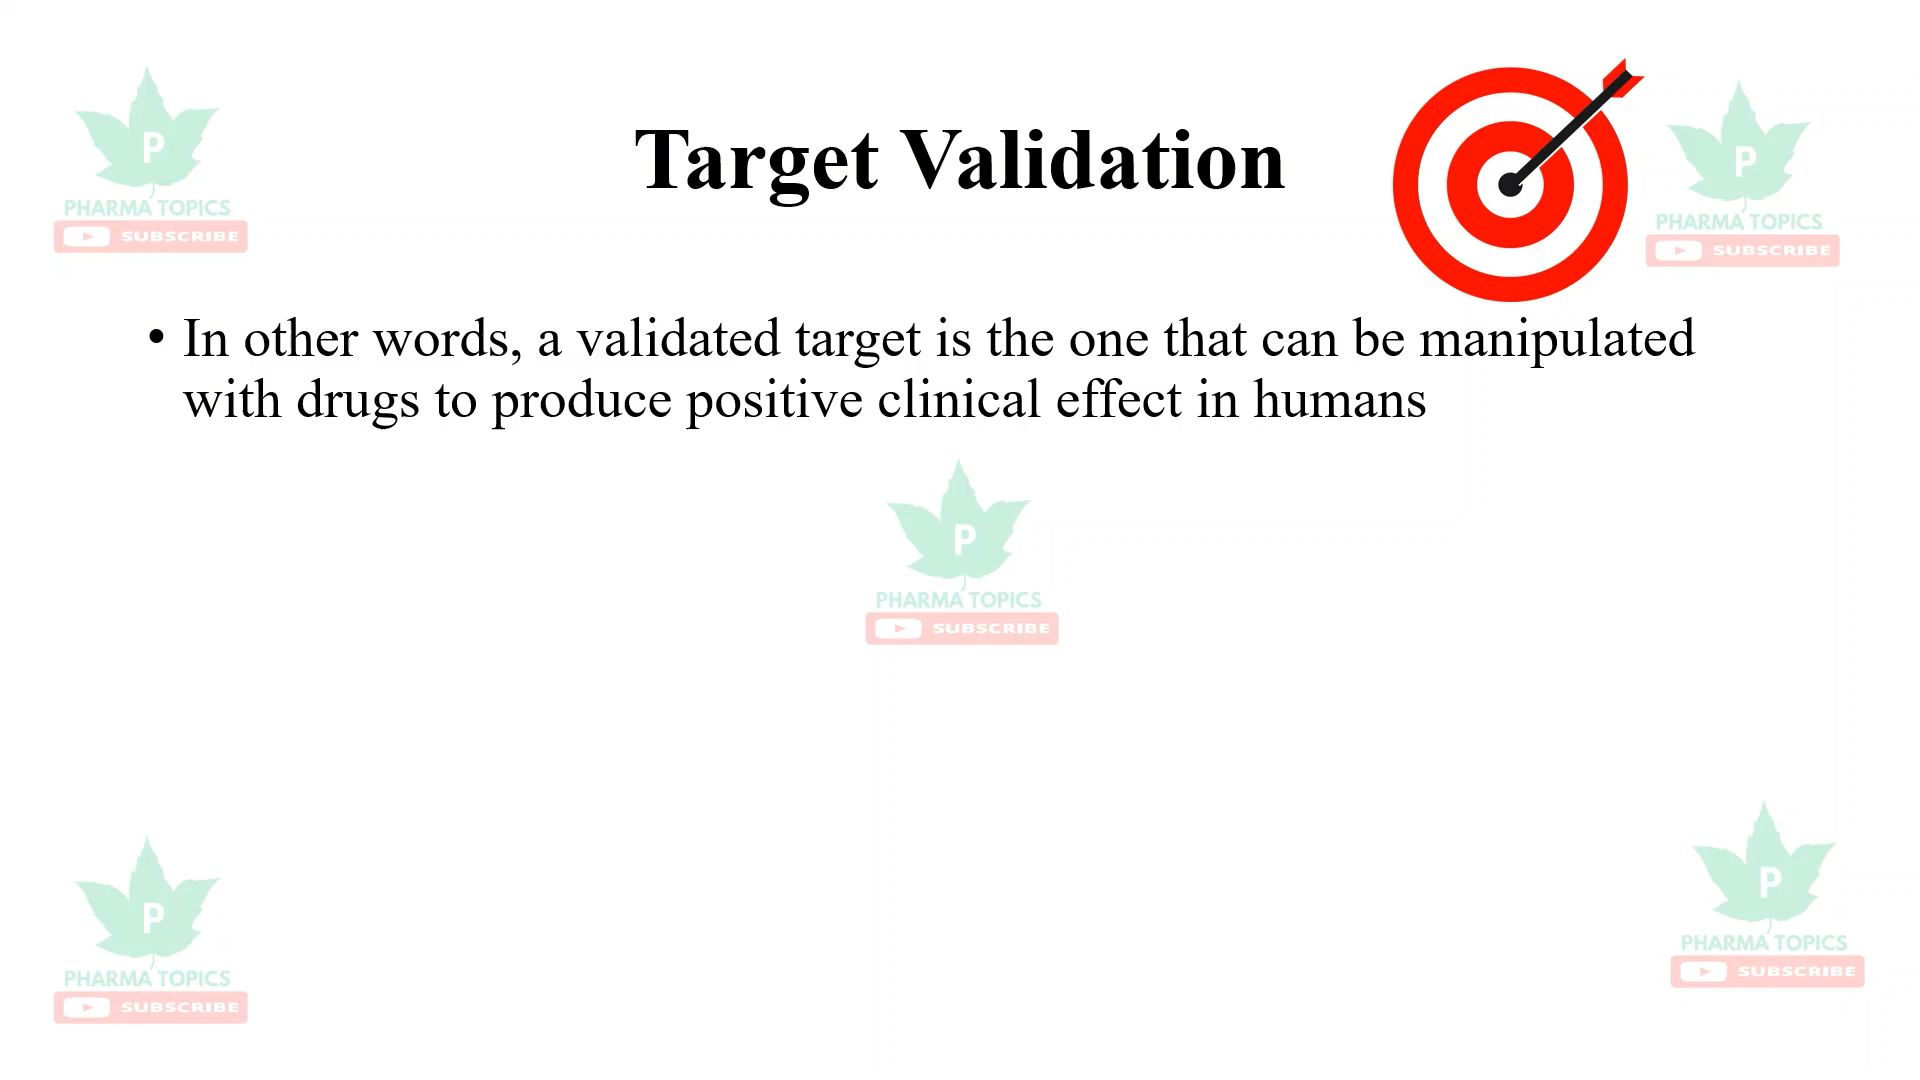 Target Validation
P
PHARMA TOPICS
SUBSCRIBE
P
PHARMA TOPICS
SUBSCRIBE
• In other words, a validated target is the one that can be manipulated
with drugs to produce positive clinical effect in humans
P
PHARMA TOPICS
SUBSCRIBE
P
PHARMA TOPICS
SUBSCRIBE
P
PHARMA TOPICS
SUBSCRIBE